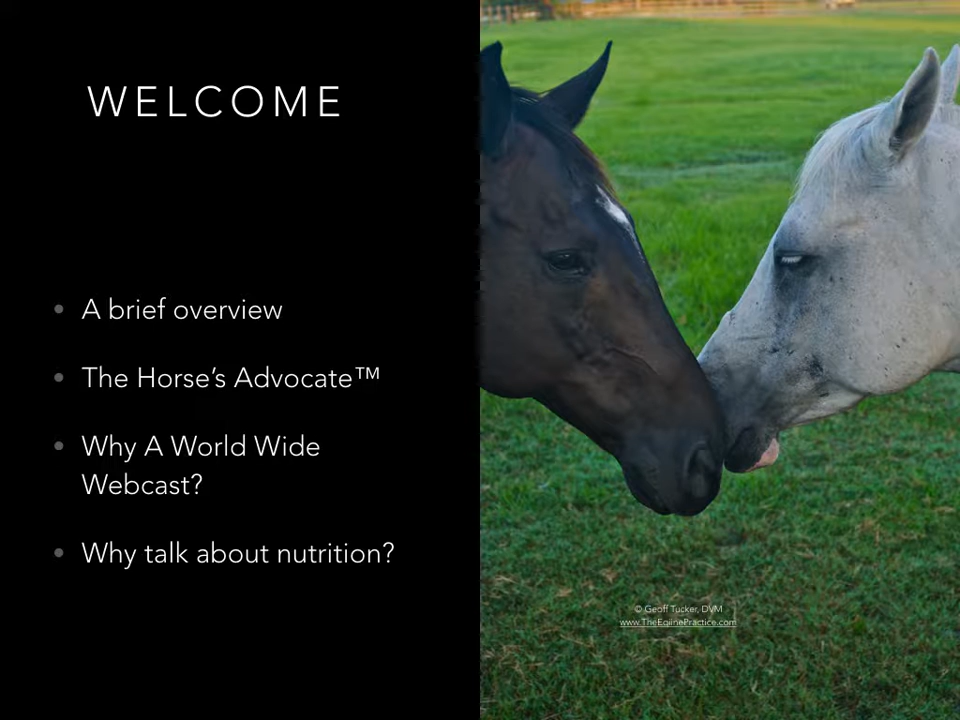 WELCOME
• A brief overview
• The Horse's Advocate™
• Why A World Wide
Webcast?
• Why talk about nutrition?
© Geoff Tucker, DVM
www.TheEqiinePractice.com